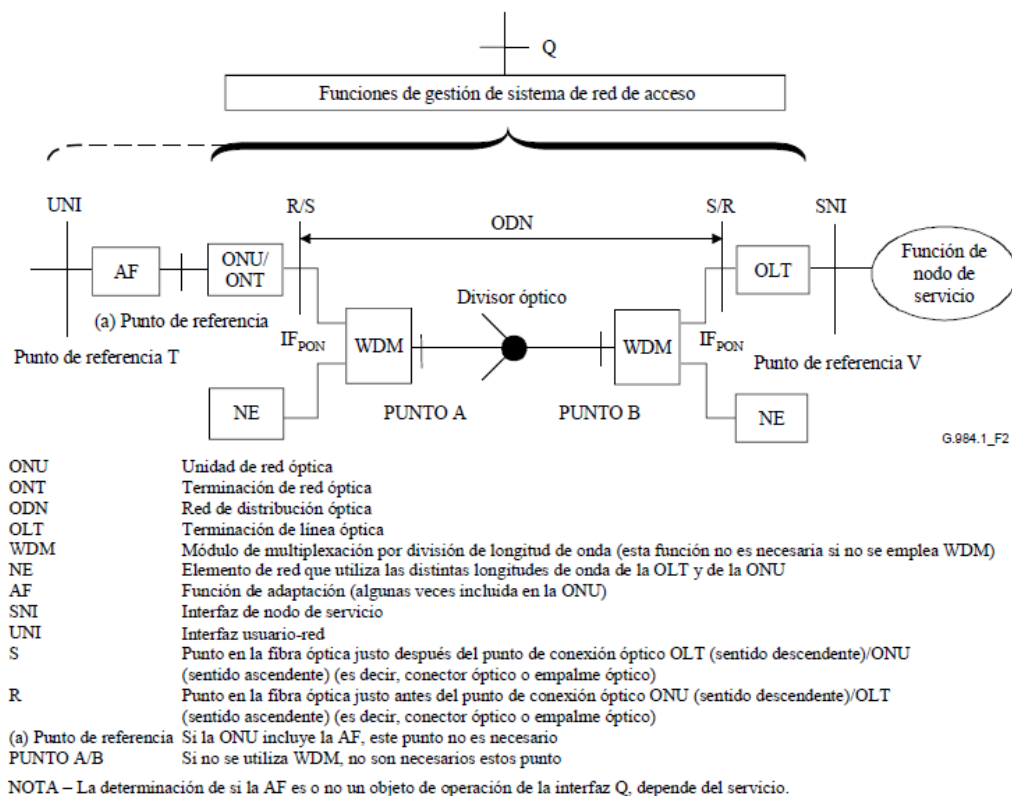 Q
Funciones de gestión de sistema de red de acceso
UNI
R/S
S/R
SNI
ODN
AF
ONU/
ONT
OLT
Función de
nodo de
servicio
Divisor óptico
(a) Punto de referencia
IF_PON
IF_PON
Punto de referencia T
WDM
WDM
Punto de referencia V
NE
PUNTO A
PUNTO B
NE
G.984.1_F2
ONU Unidad de red óptica
ONT Terminación de red óptica
ODN Red de distribución óptica
OLT Terminación de línea óptica
WDM Módulo de multiplexación por división de longitud de onda (esta función no es necesaria si no se emplea WDM)
NE Elemento de red que utiliza las distintas longitudes de onda de la OLT y de la ONU
AF Función de adaptación (algunas veces incluida en la ONU)
SNI Interfaz de nodo de servicio
UNI Interfaz usuario-red
S Punto en la fibra óptica justo después del punto de conexión óptico OLT (sentido descendente)/ONU
(sentido ascendente) (es decir, conector óptico o empalme óptico)
R Punto en la fibra óptica justo antes del punto de conexión óptico ONU (sentido descendente)/OLT
(sentido ascendente) (es decir, conector óptico o empalme óptico)
(a) Punto de referencia Si la ONU incluye la AF, este punto no es necesario
PUNTO A/B Si no se utiliza WDM, no son necesarios estos punto
NOTA – La determinación de si la AF es o no un objeto de operación de la interfaz Q, depende del servicio.